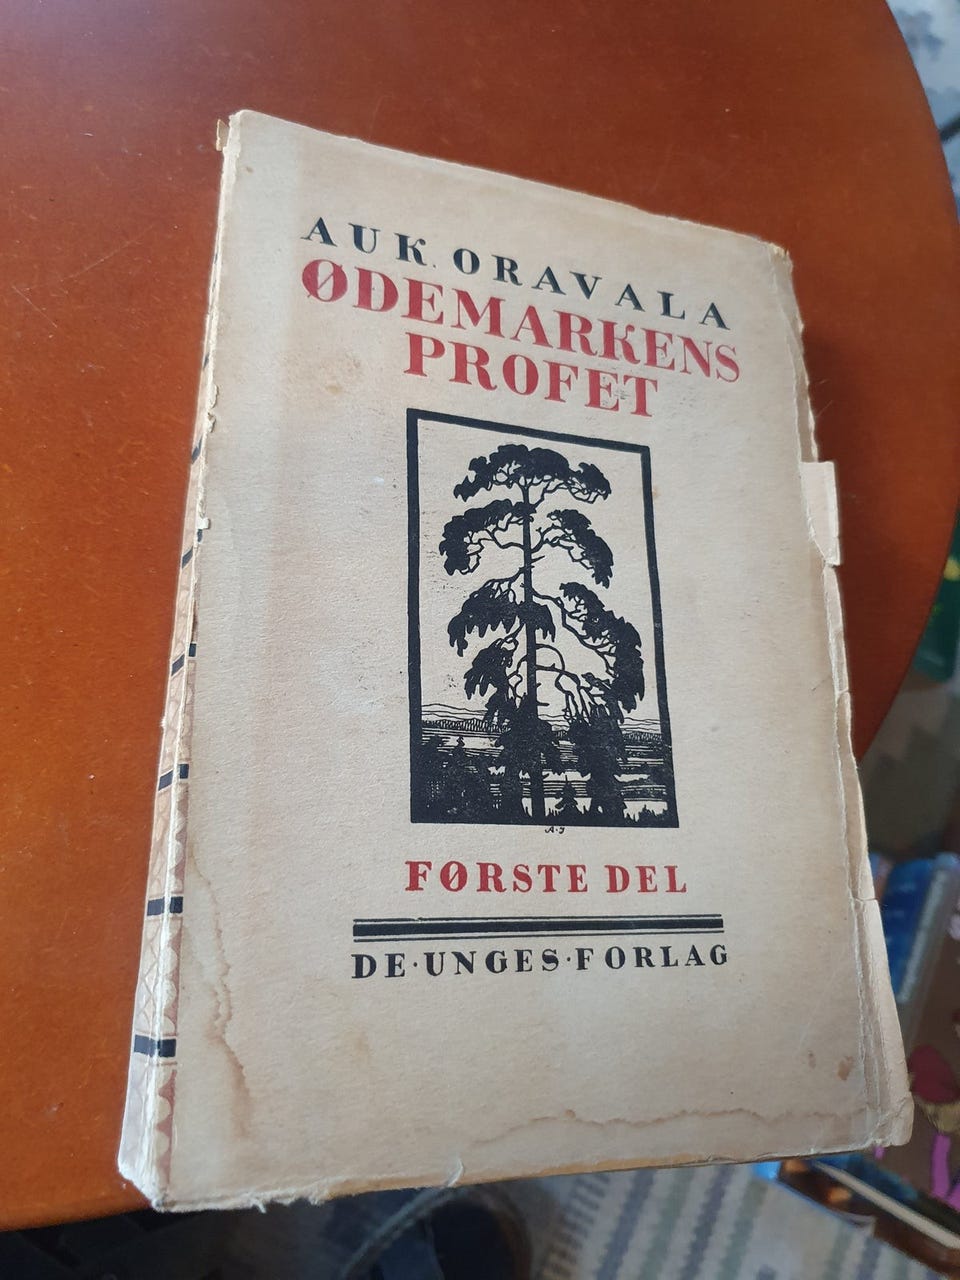 AUK. ORAVALA
ØDEMARKENS
PROFET
A·J
FØRSTE DEL
DE·UNGES·FORLAG